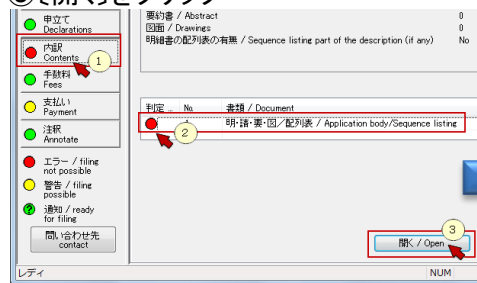 ③で開く」をクリック
申立て
Declarations
内訳
Contents
1
手数料
Fees
支払い
Payment
注釈
Annotate
エラー / filing
not possible
警告 / filing
possible
通知 / ready
for filing
問い合わせ先
contact
レディ
要約書 / Abstract 0
図面 / Drawings 0
明細書の配列表の有無 / Sequence listing part of the description (if any) No
判定 .. No. 書類 / Document
明・請・要・図／配列表 / Application body/Sequence listing
2
3
開く / Open
NUM